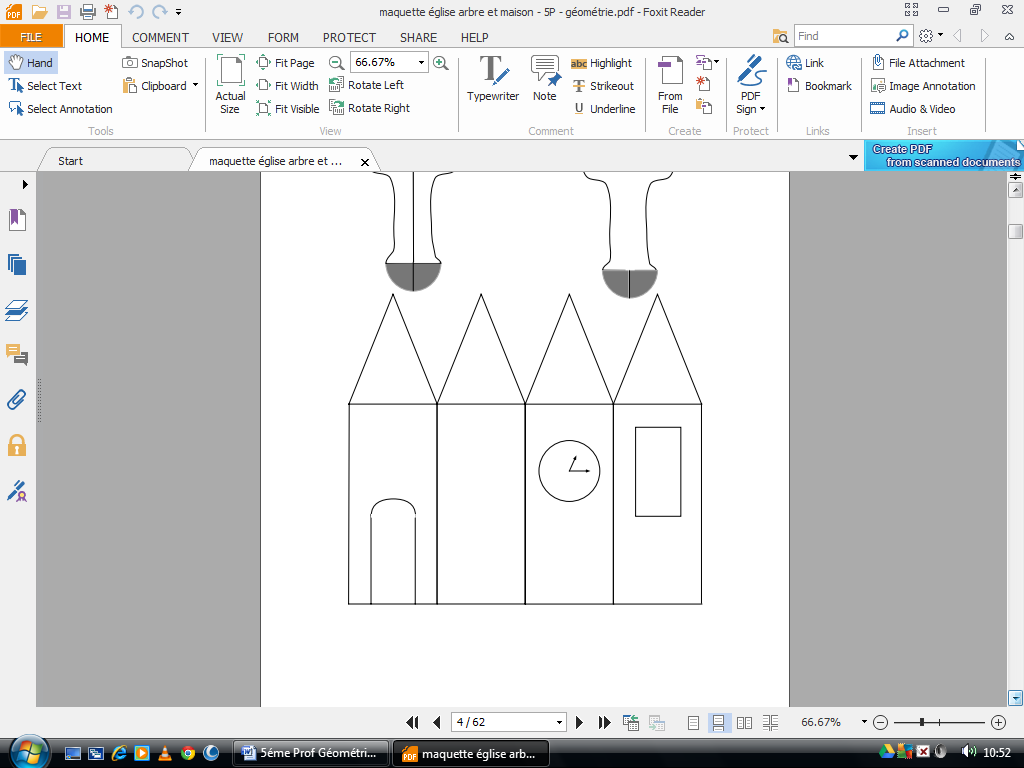 maquette église arbre et maison - 5P - géométrie.pdf - Foxit Reader
FILE HOME COMMENT VIEW FORM PROTECT SHARE HELP Find
Hand SnapShot Fit Page 66.67% Highlight Link File Attachment
Select Text Clipboard Fit Width Rotate Left Strikeout Bookmark Image Annotation
Select Annotation Actual Size Fit Visible Rotate Right Typewriter Note Underline From File PDF Sign Audio & Video
Tools View Comment Create Protect Links Insert
Start maquette église arbre et ... Create PDF
from scanned documents
4 / 62 66.67%
5éme Prof Géométri... maquette église arb... 10:52